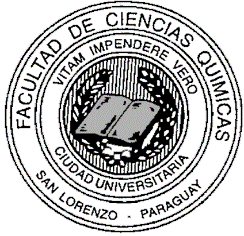 FACULTAD DE CIENCIAS QUIMICAS
VITAM IMPENDERE VERO
CIUDAD UNIVERSITARIA
SAN LORENZO - PARAGUAY